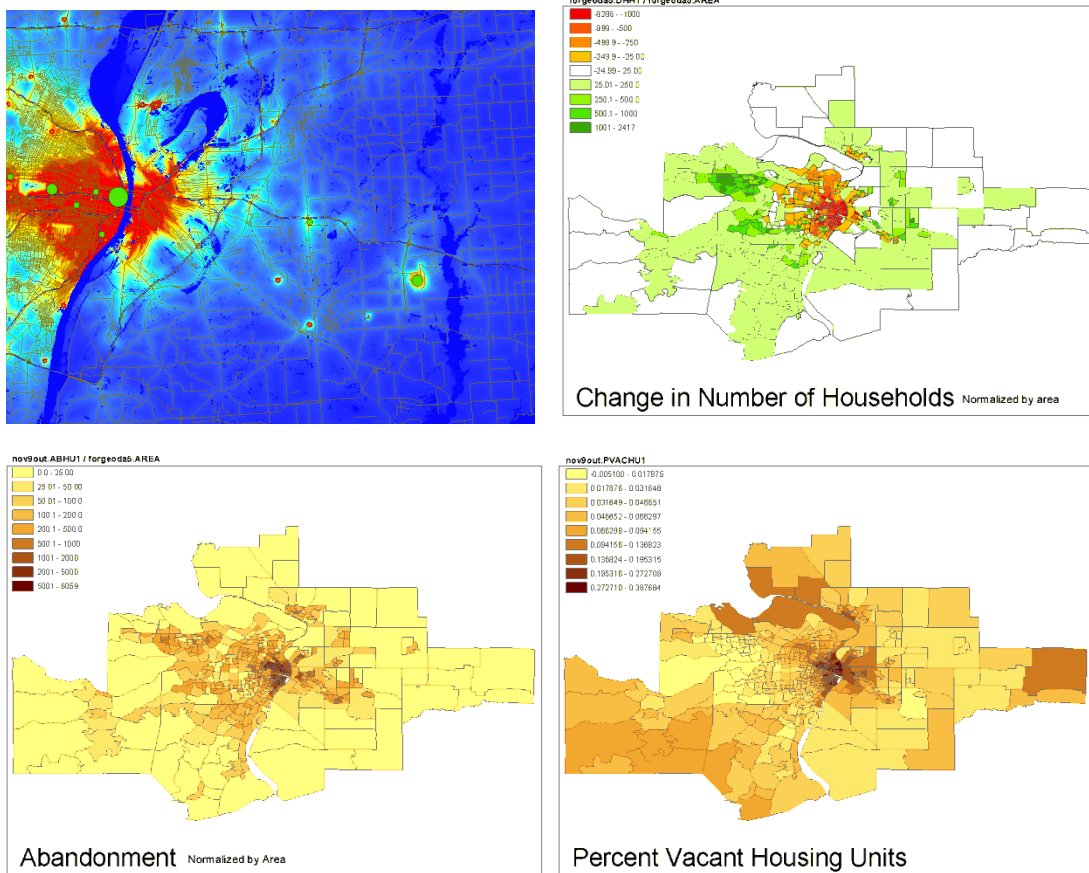 forgeoda5.DHH1 / forgeoda5.AREA
-8286 - -1000
-999 - -500
-499.9 - -250
-249.9 - -25.00
-24.99 - 25.00
25.01 - 250.0
250.1 - 500.0
500.1 - 1000
1001 - 2417
Change in Number of Households Normalized by area
nov9out.ABHU1 / forgeoda5.AREA
0.0 - 25.00
25.01 - 50.00
50.01 - 100.0
100.1 - 200.0
200.1 - 500.0
500.1 - 1000
1001 - 2000
2001 - 5000
5001 - 6059
Abandonment Normalized by Area
nov9out.PVACHU1
-0.005100 - 0.017875
0.017876 - 0.031648
0.031649 - 0.046651
0.046652 - 0.066297
0.066298 - 0.094155
0.094156 - 0.136823
0.136824 - 0.195315
0.195316 - 0.272709
0.272710 - 0.387684
Percent Vacant Housing Units